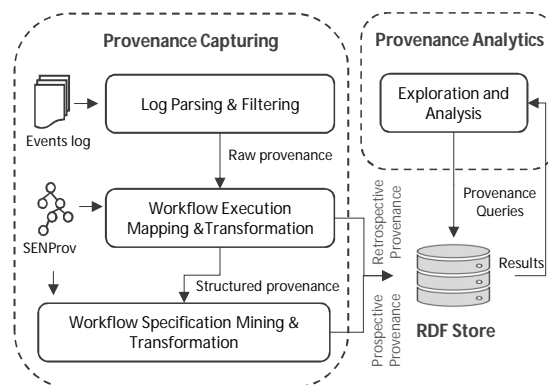 Provenance Capturing
Provenance Analytics
Log Parsing & Filtering
Exploration and
Analysis
Events log
Raw provenance
Workflow Execution
Mapping &Transformation
SENProv
Retrospective
Provenance
Provenance
Queries
Results
Structured provenance
Workflow Specification Mining &
Transformation
Prospective
Provenance
RDF Store